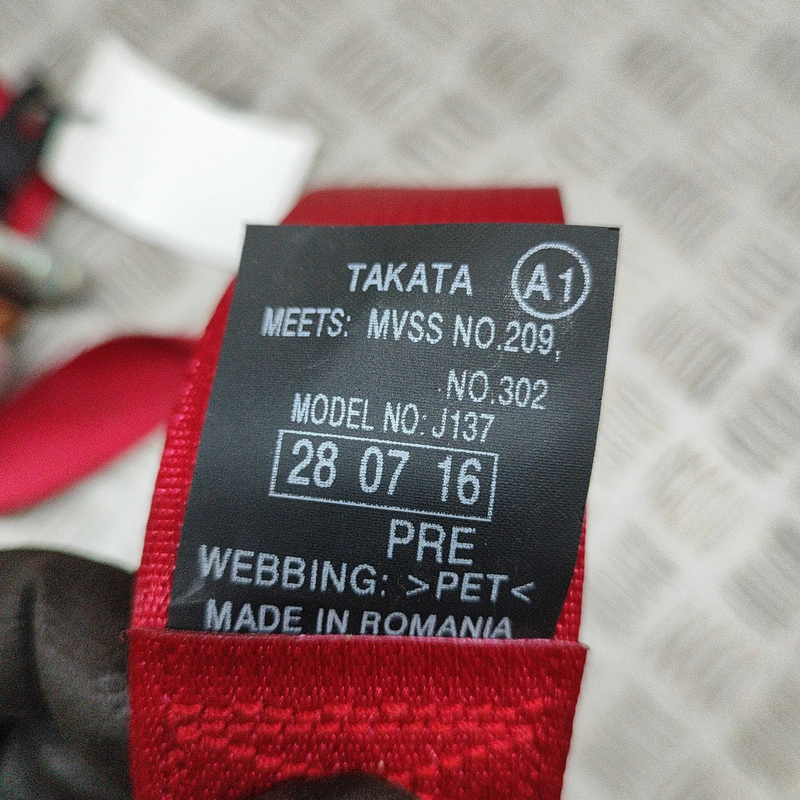 TAKATA A1
MEETS: MVSS NO.209,
NO.302
MODEL NO: J137
28 07 16
PRE
WEBBING: >PET<
MADE IN ROMANIA